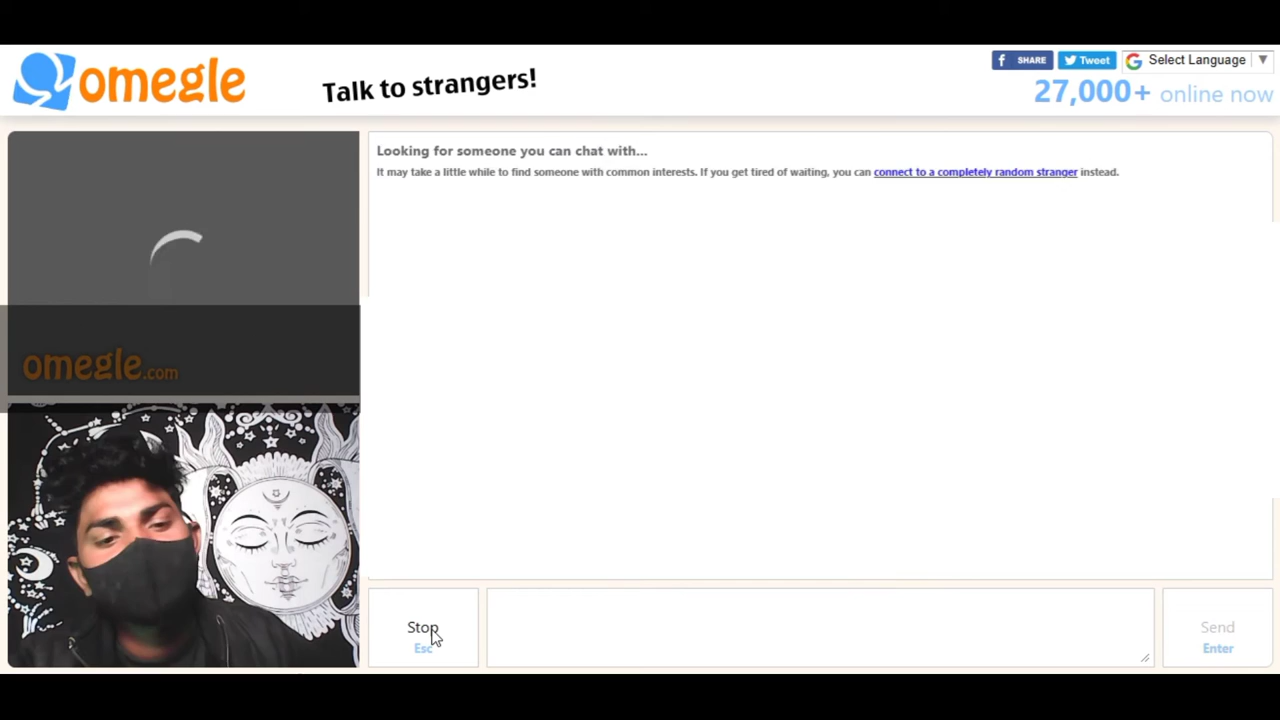 omegle
Talk to strangers!
f SHARE
Tweet
G Select Language ▼
27,000+ online now
Looking for someone you can chat with...
It may take a little while to find someone with common interests. If you get tired of waiting, you can connect to a completely random stranger instead.
omegle.com
Stop
Esc
Send
Enter